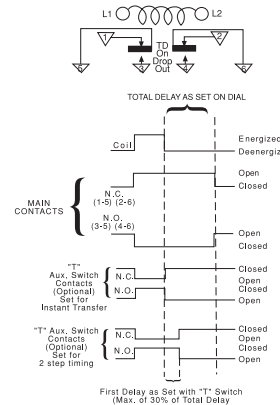 L1 L2
1 2
TD
On
Drop
Out
5 3 4 6
TOTAL DELAY AS SET ON DIAL
Coil
Energized
Deenergiz
MAIN
CONTACTS
N.C.
(1-5) (2-6)
Open
Closed
N.O.
(3-5) (4-6)
Open
Closed
"T"
Aux, Switch
Contacts
(Optional)
Set for
Instant Transfer
N.C.
N.O.
Closed
Open
Closed
Open
"T" Aux. Switch
Contacts
(Optional)
Set for
2 step timing
N.C.
N.O.
Closed
Open
Closed
Open
First Delay as Set with "T" Switch
(Max. of 30% of Total Delay